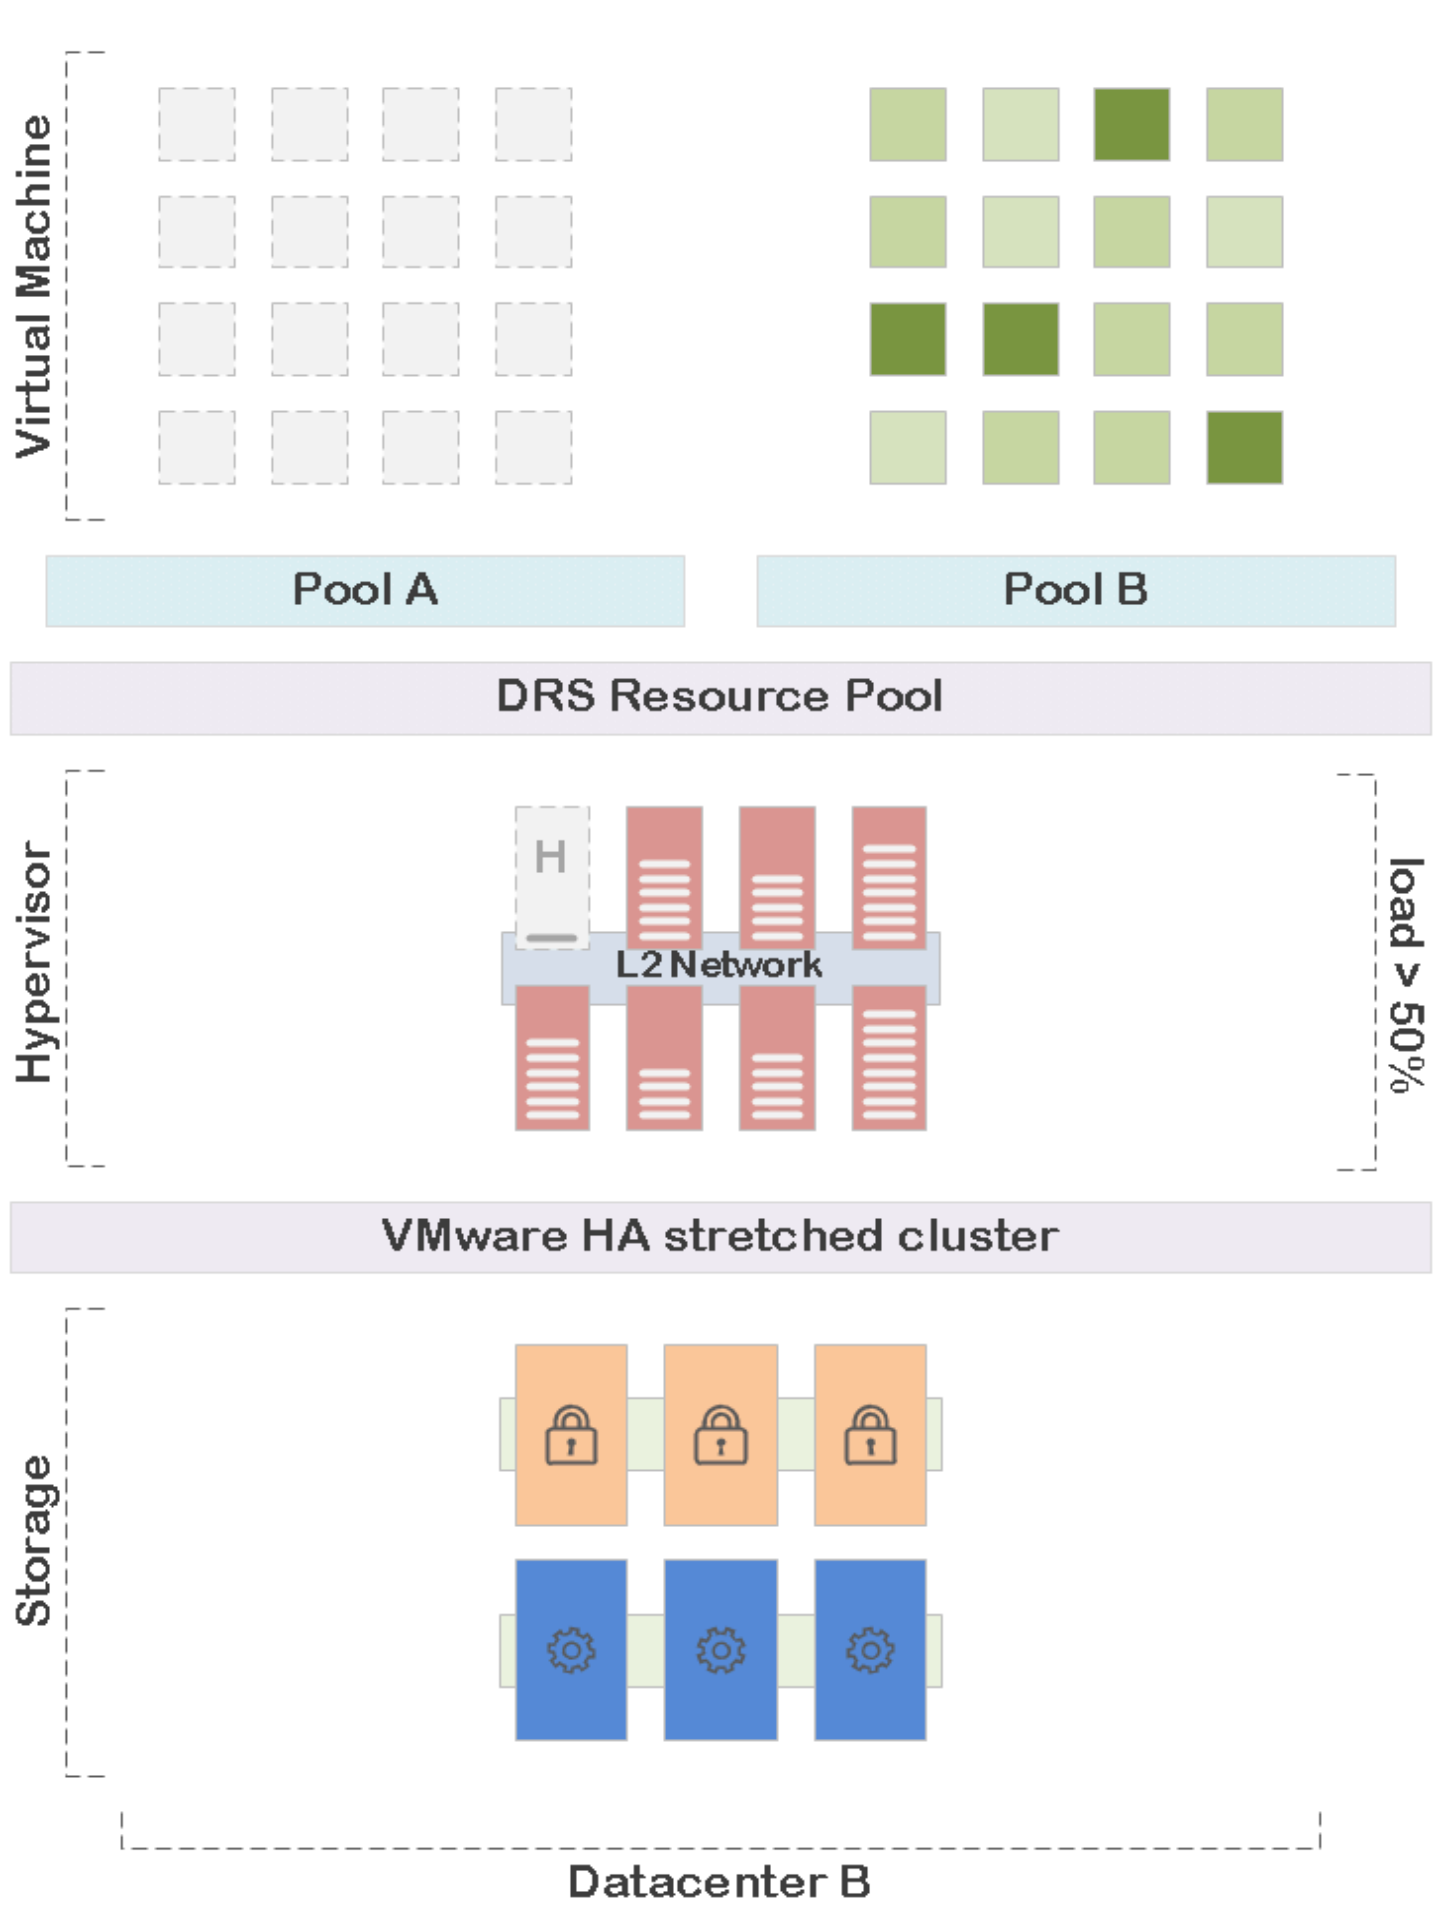 Virtual Machine
Pool A
Pool B
DRS Resource Pool
Hypervisor
H
L2 Network
load > 50%
VMware HA stretched cluster
Storage
Datacenter B